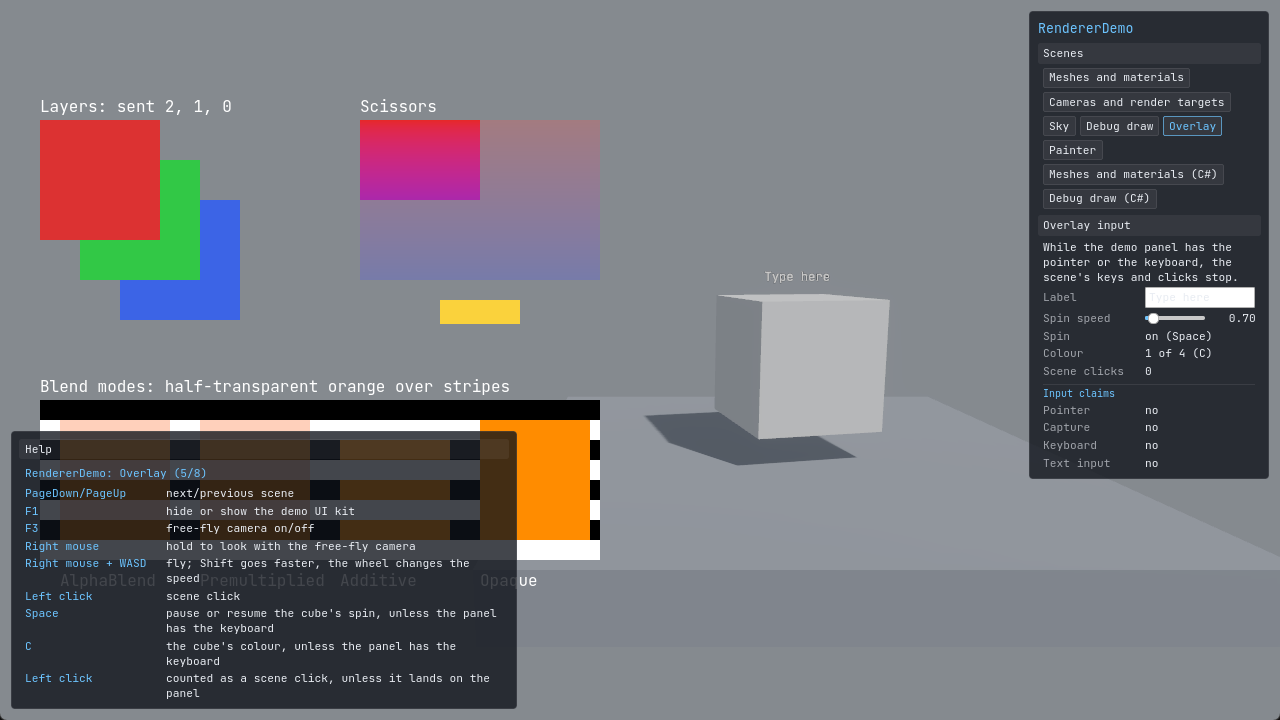 Layers: sent 2, 1, 0
Scissors
Type here
Blend modes: half-transparent orange over stripes
AlphaBlend
Premultiplied
Additive
Opaque
Help
RendererDemo: Overlay (5/8)
PageDown/PageUp next/previous scene
F1 hide or show the demo UI kit
F3 free-fly camera on/off
Right mouse hold to look with the free-fly camera
Right mouse + WASD fly; Shift goes faster, the wheel changes the
speed
Left click scene click
Space pause or resume the cube's spin, unless the panel
has the keyboard
C the cube's colour, unless the panel has the
keyboard
Left click counted as a scene click, unless it lands on the
panel
RendererDemo
Scenes
Meshes and materials
Cameras and render targets
Sky Debug draw Overlay
Painter
Meshes and materials (C#)
Debug draw (C#)
Overlay input
While the demo panel has the
pointer or the keyboard, the
scene's keys and clicks stop.
Label Type here
Spin speed 0.70
Spin on (Space)
Colour 1 of 4 (C)
Scene clicks 0
Input claims
Pointer no
Capture no
Keyboard no
Text input no